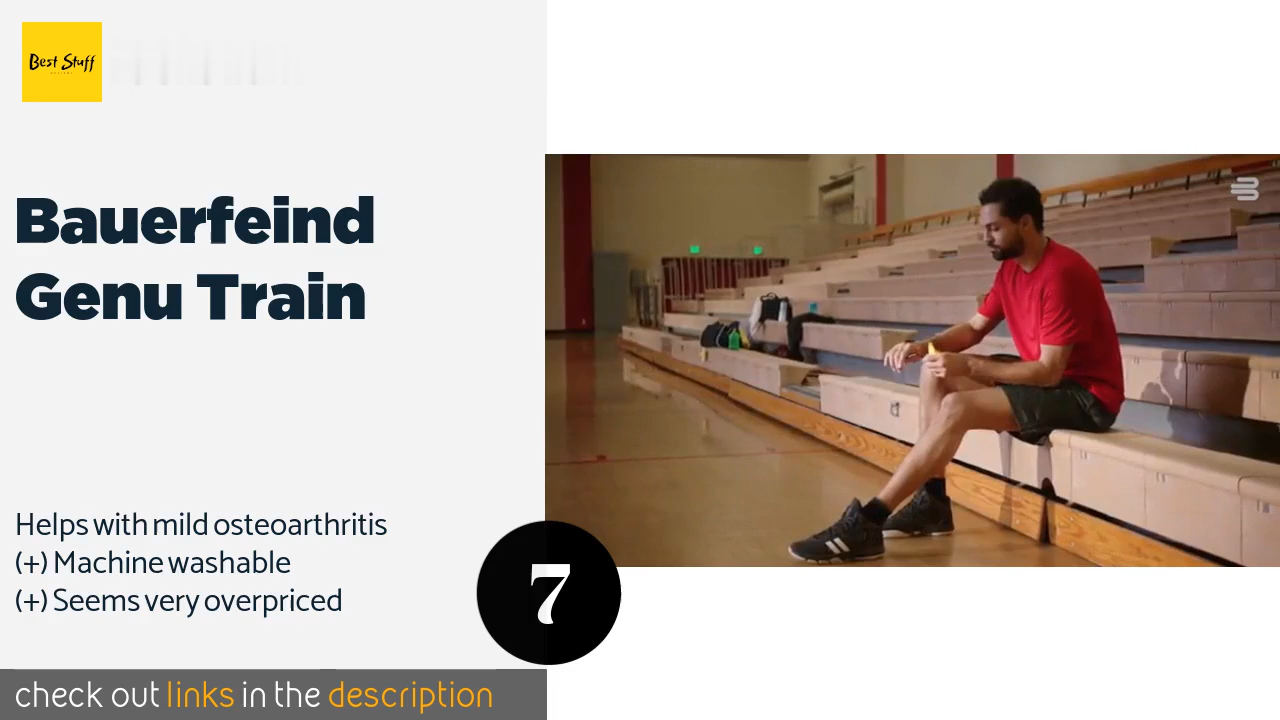 Best Stuff
Bauerfeind
Genu Train
Helps with mild osteoarthritis
(+) Machine washable
(+) Seems very overpriced
7
check out links in the description